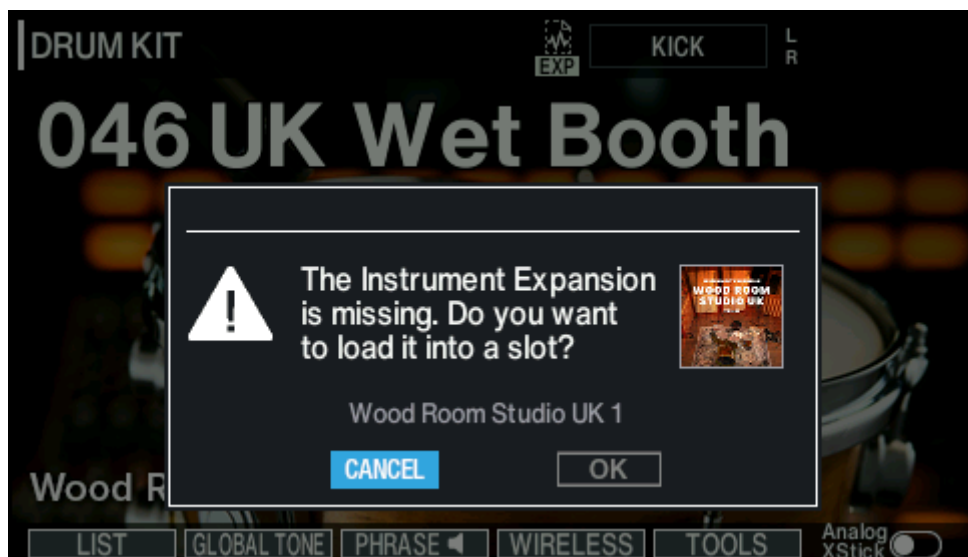 DRUM KIT
EXP
KICK
L
R
046 UK Wet Booth
The Instrument Expansion
is missing. Do you want
to load it into a slot?
WOOD ROOM
STUDIO UK
Wood Room Studio UK 1
CANCEL
OK
Wood R
LIST
GLOBAL TONE
PHRASE
WIRELESS
TOOLS
Analog
XStick